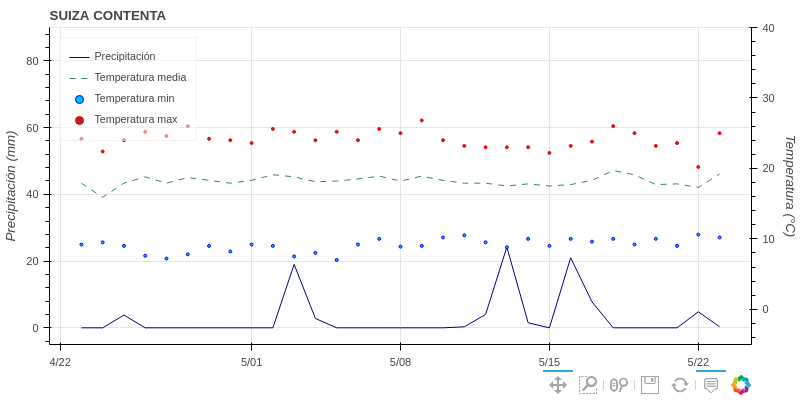 SUIZA CONTENTA
Precipitación
Temperatura media
Temperatura min
Temperatura max
Precipitación (mm)
80
60
40
20
0
Temperatura (°C)
40
30
20
10
0
4/22
5/01
5/08
5/15
5/22